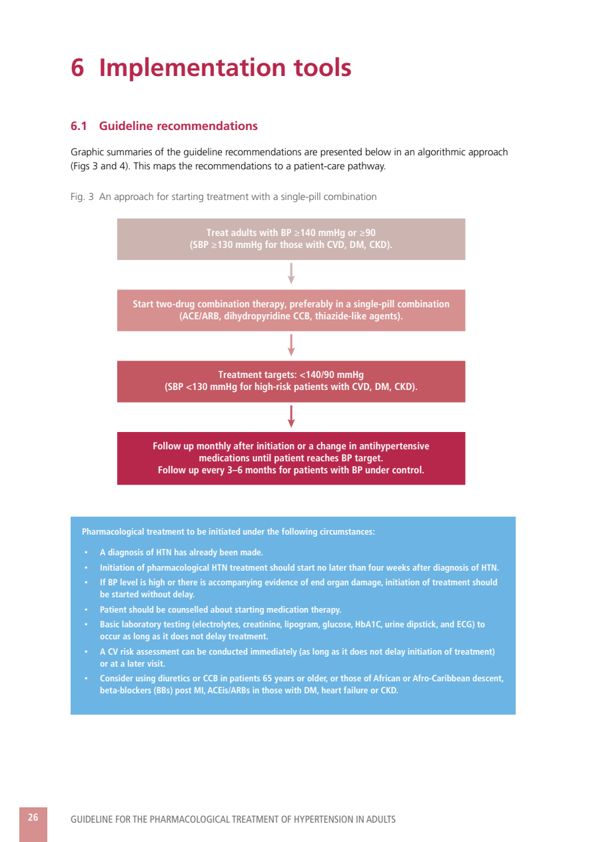 6 Implementation tools
6.1 Guideline recommendations
Graphic summaries of the guideline recommendations are presented below in an algorithmic approach
(Figs 3 and 4). This maps the recommendations to a patient-care pathway.
Fig. 3 An approach for starting treatment with a single-pill combination
Treat adults with BP ≥140 mmHg or ≥90
(SBP ≥130 mmHg for those with CVD, DM, CKD).
Start two-drug combination therapy, preferably in a single-pill combination
(ACE/ARB, dihydropyridine CCB, thiazide-like agents).
Treatment targets: <140/90 mmHg
(SBP <130 mmHg for high-risk patients with CVD, DM, CKD).
Follow up monthly after initiation or a change in antihypertensive
medications until patient reaches BP target.
Follow up every 3–6 months for patients with BP under control.
Pharmacological treatment to be initiated under the following circumstances:
• A diagnosis of HTN has already been made.
• Initiation of pharmacological HTN treatment should start no later than four weeks after diagnosis of HTN.
• If BP level is high or there is accompanying evidence of end organ damage, initiation of treatment should
be started without delay.
• Patient should be counselled about starting medication therapy.
• Basic laboratory testing (electrolytes, creatinine, lipogram, glucose, HbA1C, urine dipstick, and ECG) to
occur as long as it does not delay treatment.
• A CV risk assessment can be conducted immediately (as long as it does not delay initiation of treatment)
or at a later visit.
• Consider using diuretics or CCB in patients 65 years or older, or those of African or Afro-Caribbean descent,
beta-blockers (BBs) post MI, ACEis/ARBs in those with DM, heart failure or CKD.
26
GUIDELINE FOR THE PHARMACOLOGICAL TREATMENT OF HYPERTENSION IN ADULTS